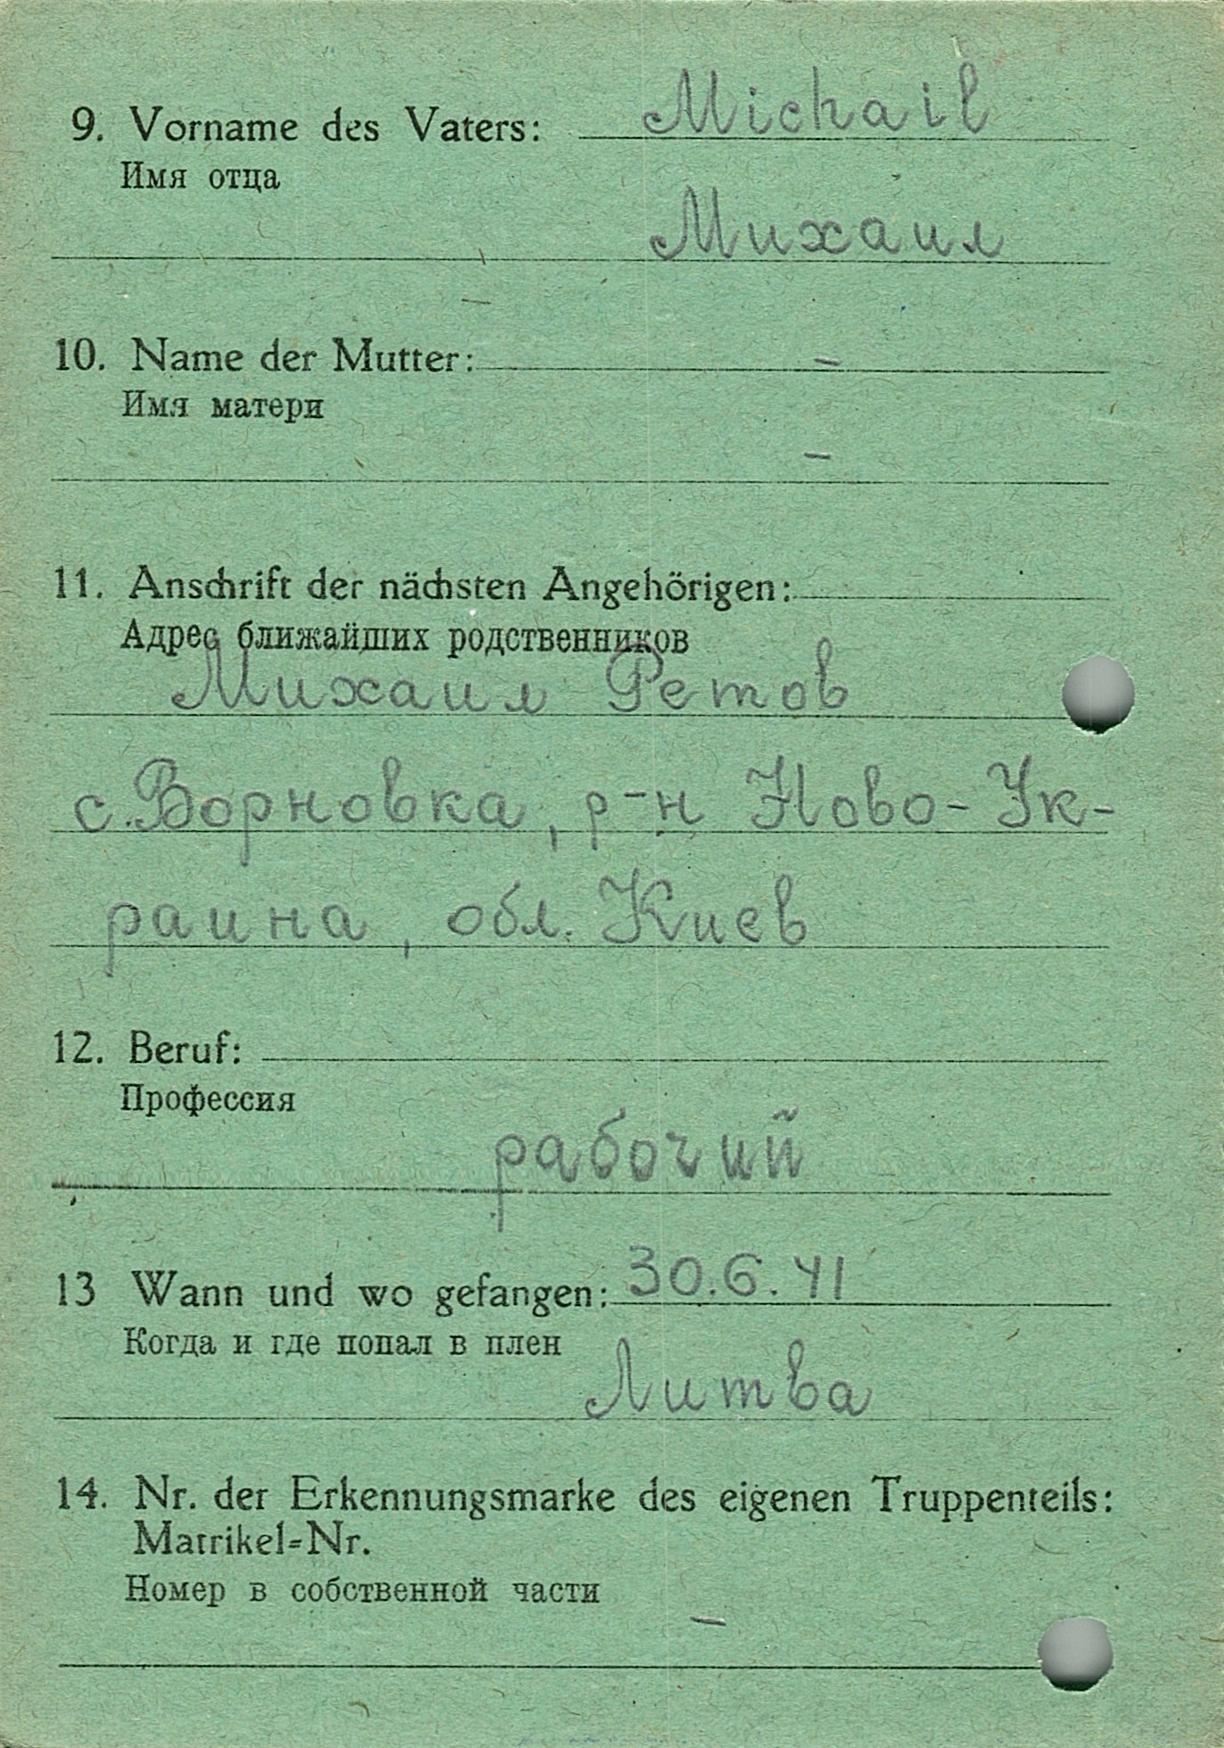 9. Vorname des Vaters: Michail
Имя отца
Михаил
10. Name der Mutter: –
Имя матери
–
11. Anschrift der nächsten Angehörigen:
Адрес ближайших родственников
Михаил Ретов
с. Ворновка, р-н Ново-Ук-
раина, обл. Киев
12. Beruf:
Профессия
рабочий
13 Wann und wo gefangen: 30.6.41
Когда и где попал в плен
Литва
14. Nr. der Erkennungsmarke des eigenen Truppenteils:
Matrikel=Nr.
Номер в собственной части
–